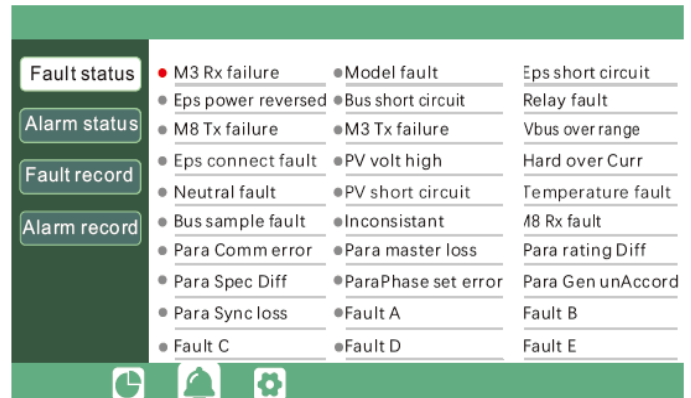 Fault status
Alarm status
Fault record
Alarm record
M3 Rx failure Model fault Eps short circuit
Eps power reversed Bus short circuit Relay fault
M8 Tx failure M3 Tx failure Vbus over range
Eps connect fault PV volt high Hard over Curr
Neutral fault PV short circuit Temperature fault
Bus sample fault Inconsistant M8 Rx fault
Para Comm error Para master loss Para rating Diff
Para Spec Diff ParaPhase set error Para Gen unAccord
Para Sync loss Fault A Fault B
Fault C Fault D Fault E